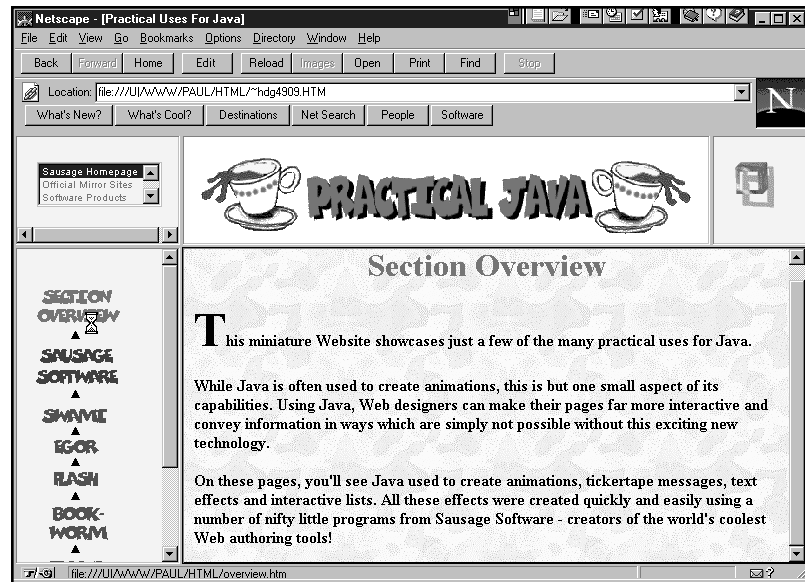 Netscape - [Practical Uses For Java]
File Edit View Go Bookmarks Options Directory Window Help
Back Forward Home Edit Reload Images Open Print Find Stop
Location: file:///U|/WWW/PAUL/HTML/~hdg4909.HTM
N
What's New? What's Cool? Destinations Net Search People Software
Sausage Homepage
Official Mirror Sites
Software Products
PRACTICAL JAVA
SECTION
OVERVIEW
SAUSAGE
SOFTWARE
SWAMI
EGOR
FLASH
BOOK-
WORM
Section Overview
This miniature Website showcases just a few of the many practical uses for Java.
While Java is often used to create animations, this is but one small aspect of its
capabilities. Using Java, Web designers can make their pages far more interactive and
convey information in ways which are simply not possible without this exciting new
technology.
On these pages, you'll see Java used to create animations, tickertape messages, text
effects and interactive lists. All these effects were created quickly and easily using a
number of nifty little programs from Sausage Software - creators of the world's coolest
Web authoring tools!
file:///U|/WWW/PAUL/HTML/overview.htm